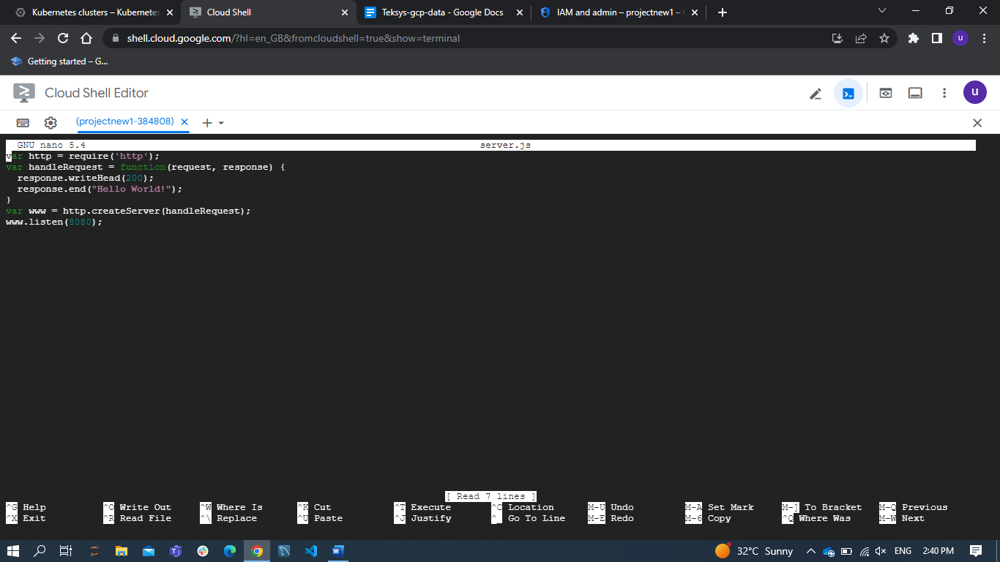 Kubernetes clusters – Kubernetes
Cloud Shell
Teksys-gcp-data - Google Docs
IAM and admin – projectnew1 –
shell.cloud.google.com/?hl=en_GB&fromcloudshell=true&show=terminal
u
Getting started – G...
Cloud Shell Editor
u
(projectnew1-384808)
GNU nano 5.4 server.js
var http = require('http');
var handleRequest = function(request, response) {
  response.writeHead(200);
  response.end("Hello World!");
}
var www = http.createServer(handleRequest);
www.listen(8080);
[ Read 7 lines ]
^G Help ^O Write Out ^W Where Is ^K Cut ^T Execute ^C Location M-U Undo M-A Set Mark M-] To Bracket M-Q Previous
^X Exit ^R Read File ^\ Replace ^U Paste ^J Justify ^_ Go To Line M-E Redo M-6 Copy ^Q Where Was M-W Next
32°C Sunny ENG 2:40 PM